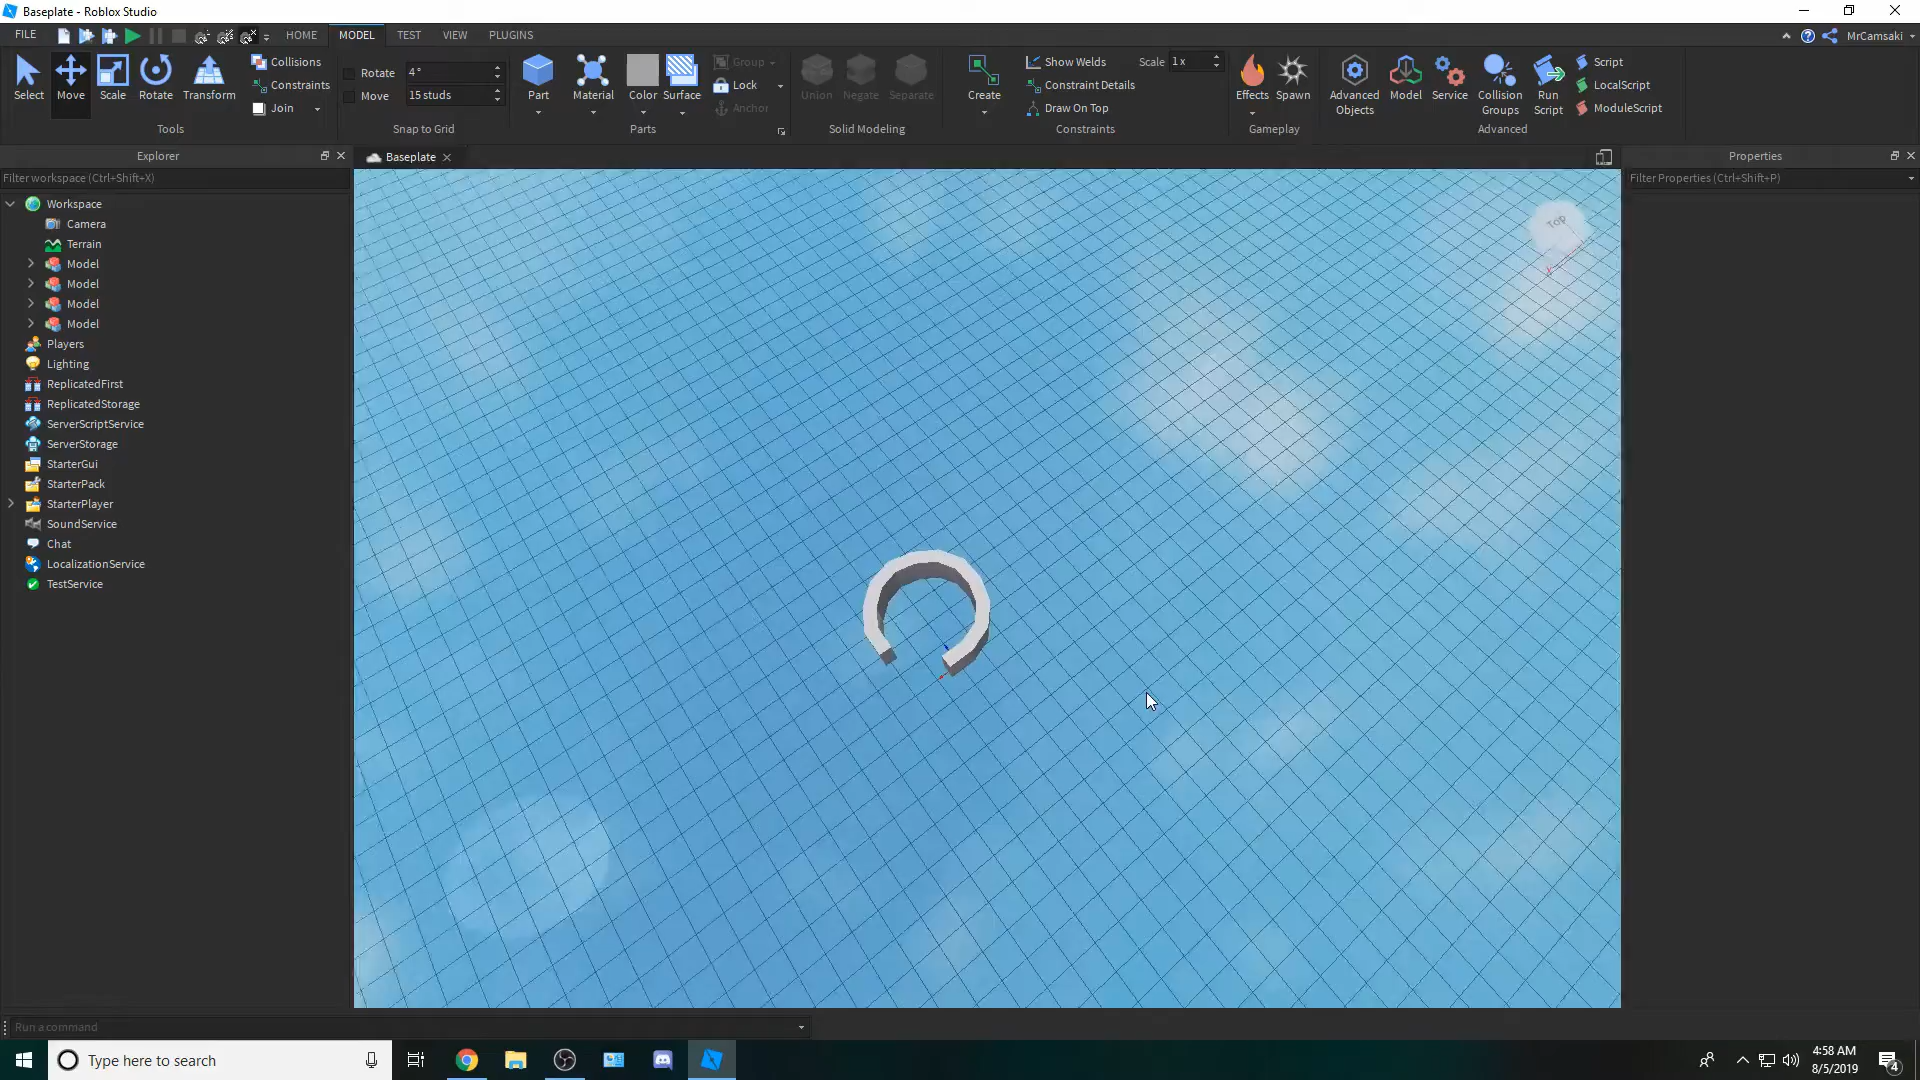 Baseplate - Roblox Studio
FILE HOME MODEL TEST VIEW PLUGINS MrCamsaki
Select Move Scale Rotate Transform
Collisions
Constraints
Join
Tools
Rotate 4°
Move 15 studs
Snap to Grid
Part Material Color Surface
Group
Lock
Anchor
Parts
Union Negate Separate
Solid Modeling
Create
Show Welds Scale 1x
Constraint Details
Draw On Top
Constraints
Effects Spawn
Gameplay
Advanced Objects
Model Service
Collision Groups
Run Script
Script
LocalScript
ModuleScript
Advanced
Explorer
Filter workspace (Ctrl+Shift+X)
Workspace
Camera
Terrain
Model
Model
Model
Model
Players
Lighting
ReplicatedFirst
ReplicatedStorage
ServerScriptService
ServerStorage
StarterGui
StarterPack
StarterPlayer
SoundService
Chat
LocalizationService
TestService
Baseplate
TOP
X
Properties
Filter Properties (Ctrl+Shift+P)
Run a command
Type here to search
4:58 AM
8/5/2019
4